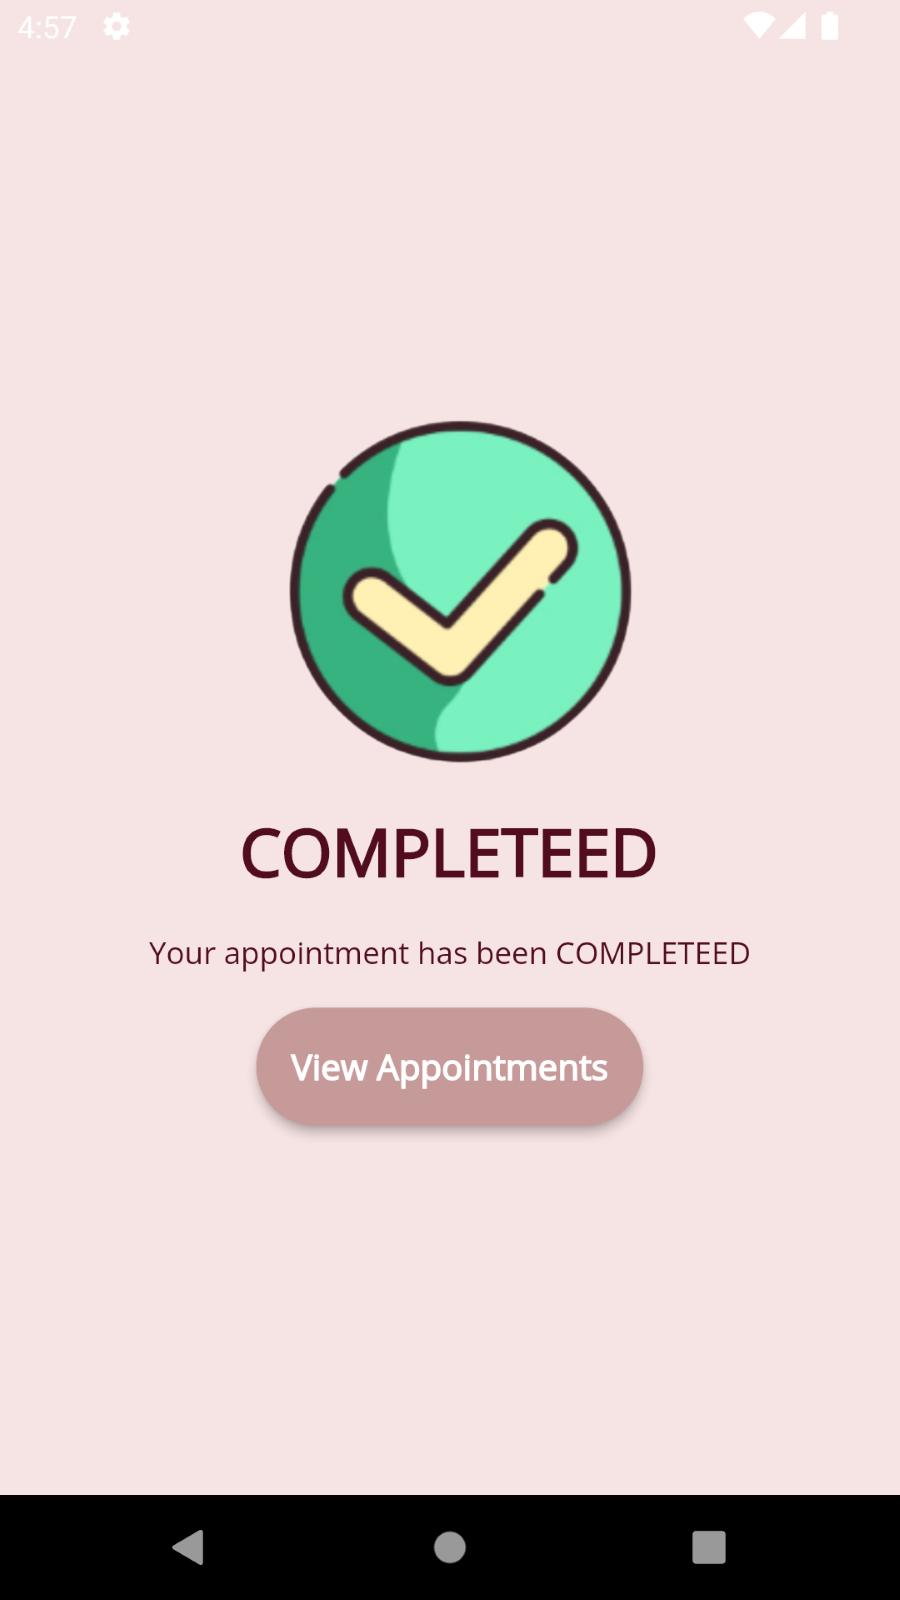 4:57
COMPLETEED
Your appointment has been COMPLETEED
View Appointments